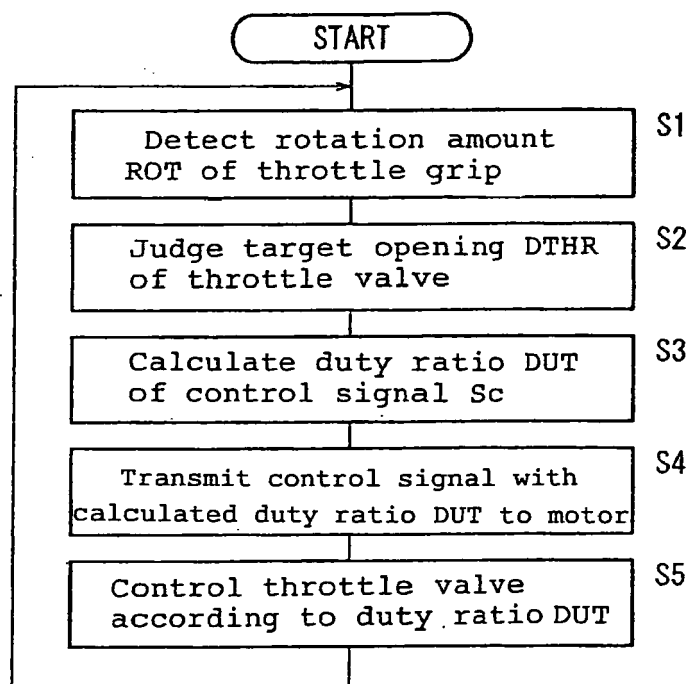 START
Detect rotation amount
ROT of throttle grip
S1
Judge target opening DTHR
of throttle valve
S2
Calculate duty ratio DUT
of control signal Sc
S3
Transmit control signal with
calculated duty ratio DUT to motor
S4
Control throttle valve
according to duty ratio DUT
S5